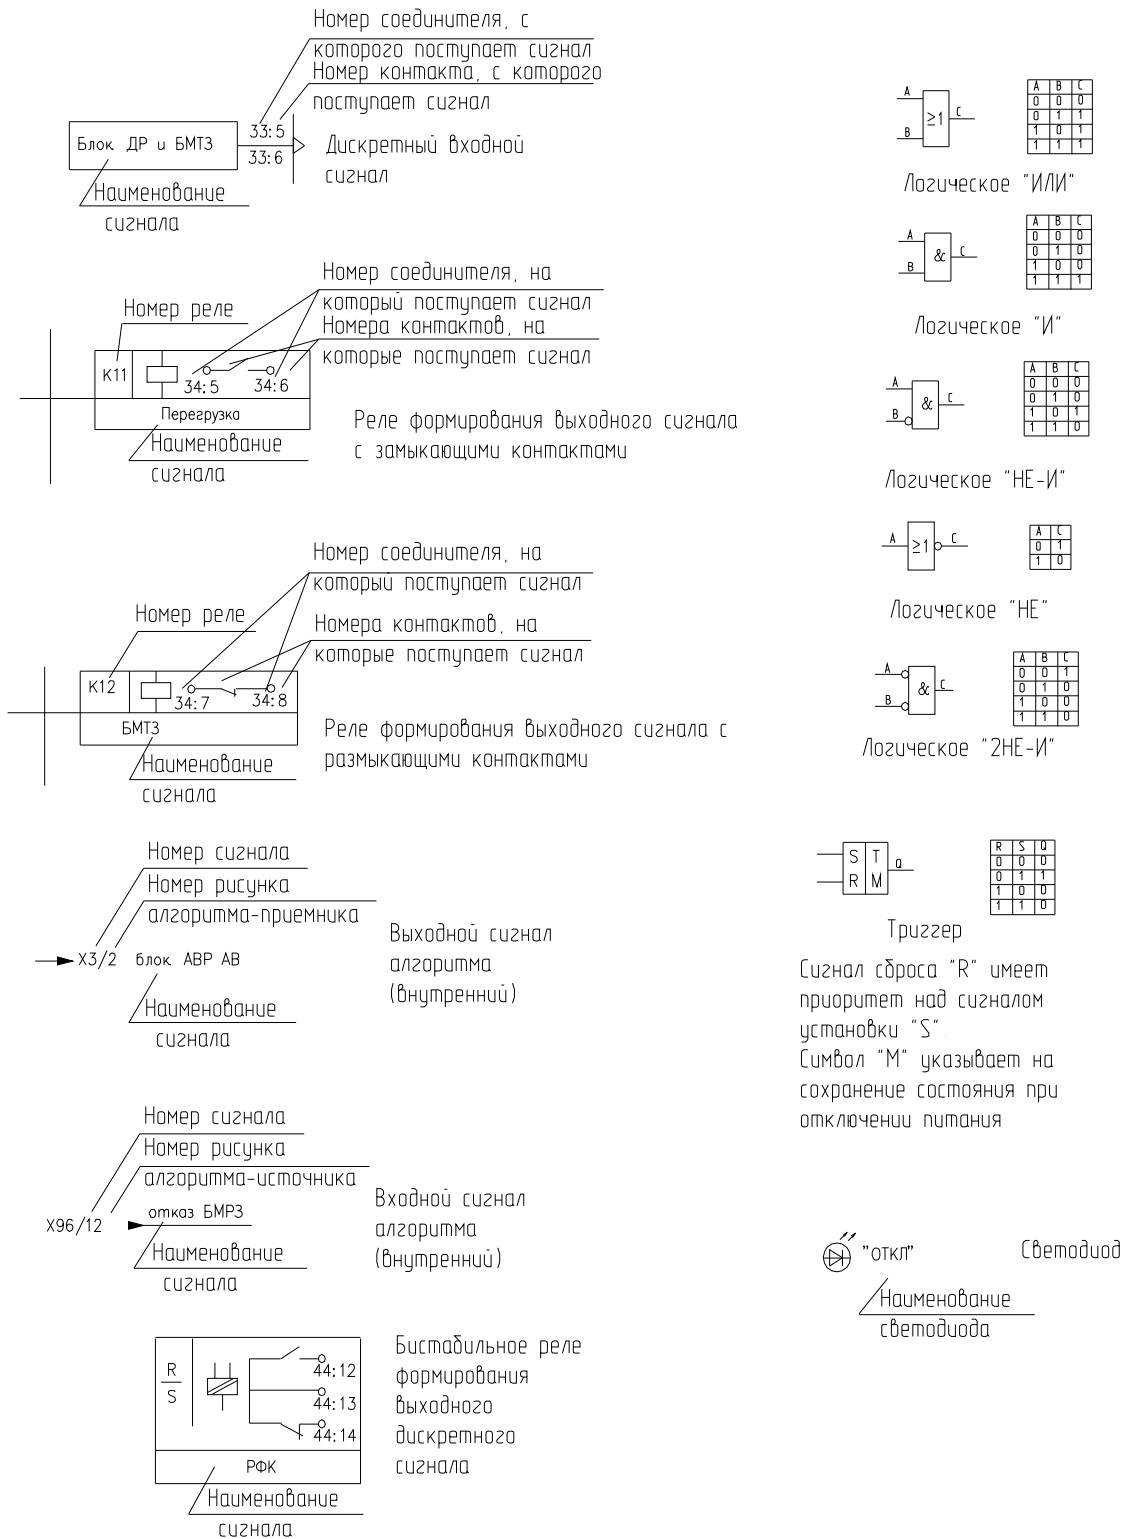 Номер соединителя, с
которого поступает сигнал
Номер контакта, с которого
поступает сигнал
33:5
33:6
Блок ДР и БМТЗ
Дискретный входной
сигнал
Наименование
сигнала
Номер соединителя, на
который поступает сигнал
Номер реле
Номера контактов, на
которые поступает сигнал
К11
34:5
34:6
Перегрузка
Наименование
сигнала
Реле формирования выходного сигнала
с замыкающими контактами
Номер соединителя, на
который поступает сигнал
Номер реле
Номера контактов, на
которые поступает сигнал
К12
34:7
34:8
БМТЗ
Наименование
сигнала
Реле формирования выходного сигнала с
размыкающими контактами
Номер сигнала
Номер рисунка
алгоритма-приемника
Х3/2 блок АВР АВ
Наименование
сигнала
Выходной сигнал
алгоритма
(внутренний)
Номер сигнала
Номер рисунка
алгоритма-источника
Х96/12
отказ БМРЗ
Наименование
сигнала
Входной сигнал
алгоритма
(внутренний)
R
S
44:12
44:13
44:14
РФК
Наименование
сигнала
Бистабильное реле
формирования
выходного
дискретного
сигнала
A
B
≥1
C
A B C
0 0 0
0 1 1
1 0 1
1 1 1
Логическое "ИЛИ"
A
B
&
C
A B C
0 0 0
0 1 0
1 0 0
1 1 1
Логическое "И"
A
B
&
C
A B C
0 0 0
0 1 0
1 0 1
1 1 0
Логическое "НЕ-И"
A
≥1
C
A C
0 1
1 0
Логическое "НЕ"
A
B
&
C
A B C
0 0 1
0 1 0
1 0 0
1 1 0
Логическое "2НЕ-И"
S T
R M
Q
R S Q
0 0 0
0 1 1
1 0 0
1 1 0
Триггер
Сигнал сброса "R" имеет
приоритет над сигналом
установки "S".
Символ "М" указывает на
сохранение состояния при
отключении питания
"ОТКЛ"
Светодиод
Наименование
светодиода